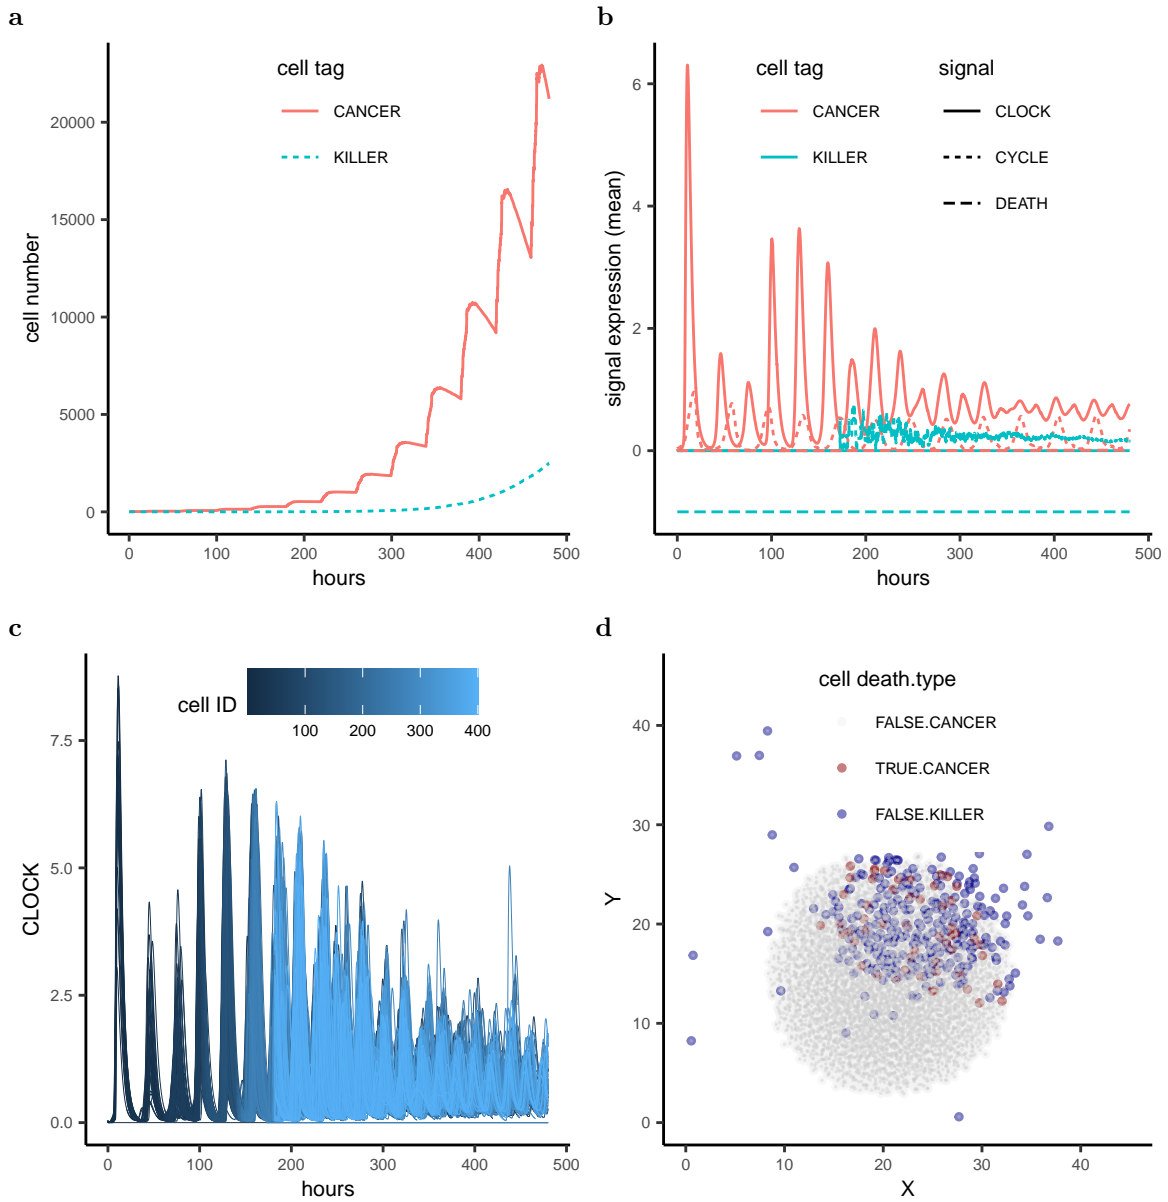 a
cell tag
CANCER
KILLER
cell number
20000
15000
10000
5000
0
0 100 200 300 400 500
hours
b
cell tag
CANCER
KILLER
signal
CLOCK
CYCLE
DEATH
signal expression (mean)
6
4
2
0
0 100 200 300 400 500
hours
c
cell ID
100 200 300 400
CLOCK
7.5
5.0
2.5
0.0
0 100 200 300 400 500
hours
d
cell death.type
FALSE.CANCER
TRUE.CANCER
FALSE.KILLER
Y
40
30
20
10
0
0 10 20 30 40
X